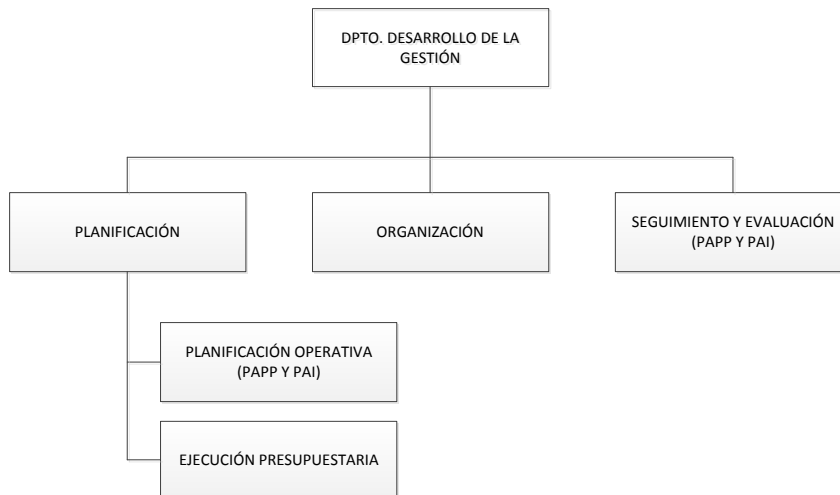 DPTO. DESARROLLO DE LA
GESTIÓN
PLANIFICACIÓN
ORGANIZACIÓN
SEGUIMIENTO Y EVALUACIÓN
(PAPP Y PAI)
PLANIFICACIÓN OPERATIVA
(PAPP Y PAI)
EJECUCIÓN PRESUPUESTARIA